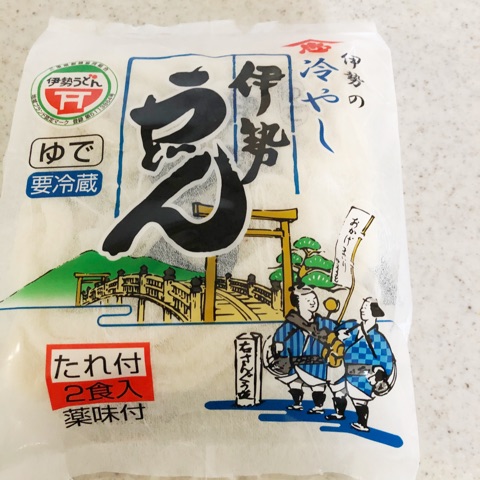 伊勢の
冷やし
伊勢
うどん
伊勢うどん
ゆで
要冷蔵
おかげまいり
たれ付
2食入
薬味付